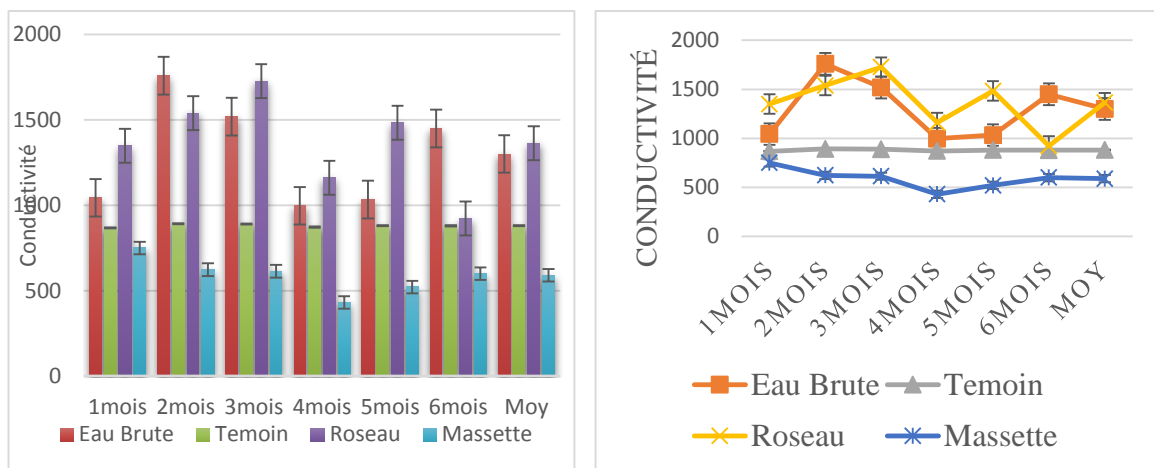 2000
1500
1000
500
0
Conductivité
1mois 2mois 3mois 4mois 5mois 6mois Moy
Eau Brute Temoin Roseau Massette
2000
1500
1000
500
0
CONDUCTIVITÉ
1MOIS 2MOIS 3MOIS 4MOIS 5MOIS 6MOIS MOY
Eau Brute Temoin
Roseau Massette